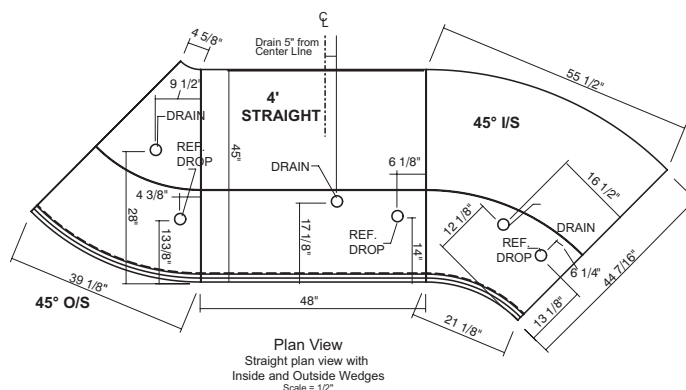 ℄
Drain 5" from
Center LIne
4 5/8"
9 1/2"
DRAIN
REF.
DROP
4 3/8"
28"
13 3/8"
39 1/8"
45° O/S
4'
STRAIGHT
45"
DRAIN
6 1/8"
17 1/8"
REF.
DROP
14"
48"
55 1/2"
45° I/S
16 1/2"
12 1/8"
DRAIN
REF.
DROP
6 1/4"
44 7/16"
13 1/8"
21 1/8"
Plan View
Straight plan view with
Inside and Outside Wedges
Scale = 1/2"